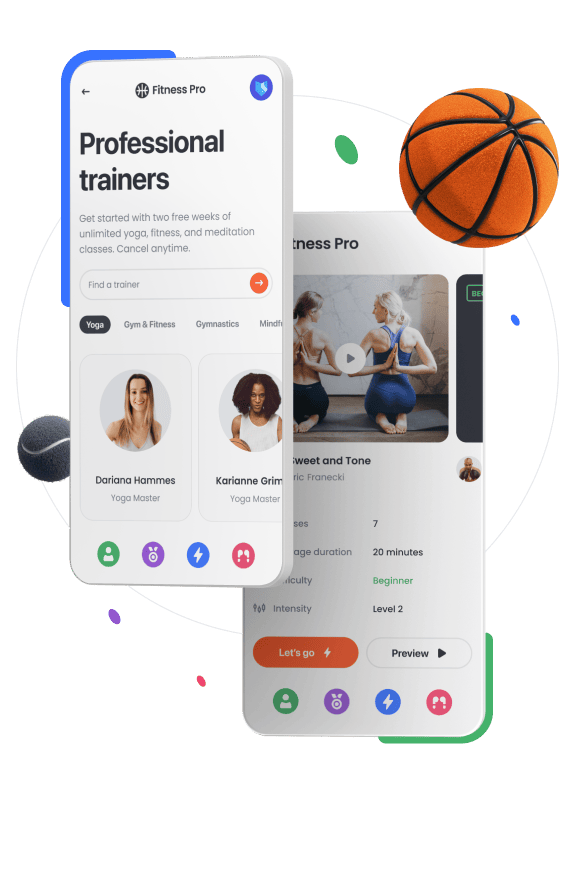 Fitness Pro
Professional
trainers
Get started with two free weeks of
unlimited yoga, fitness, and meditation
classes. Cancel anytime.
Find a trainer
Yoga
Gym & Fitness
Gymnastics
Mindf
Dariana Hammes
Yoga Master
Karianne Grim
Yoga Master
tness Pro
BE
Sweet and Tone
ric Franecki
ses
7
age duration
20 minutes
iculty
Beginner
Intensity
Level 2
Let's go
Preview